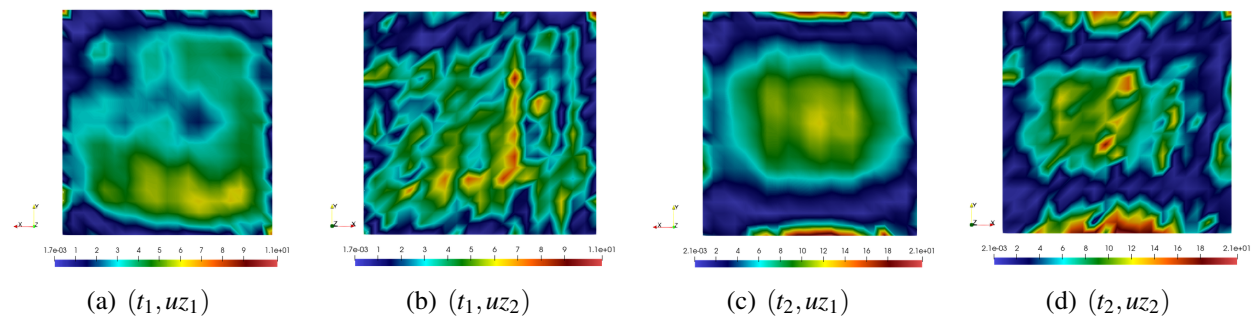 Y
X Z
1.7e-03 1 2 3 4 5 6 7 8 9 1.1e+01
(a) (t₁, uz₁)
Y
Z X
1.7e-03 1 2 3 4 5 6 7 8 9 1.1e+01
(b) (t₁, uz₂)
Y
X Z
2.1e-03 2 4 6 8 10 12 14 16 18 2.1e+01
(c) (t₂, uz₁)
Y
Z X
2.1e-03 2 4 6 8 10 12 14 16 18 2.1e+01
(d) (t₂, uz₂)